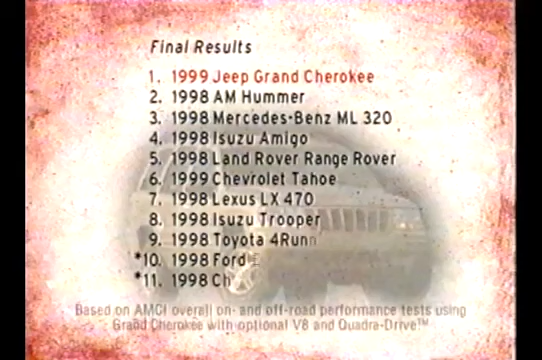 Final Results
1. 1999 Jeep Grand Cherokee
2. 1998 AM Hummer
3. 1998 Mercedes-Benz ML 320
4. 1998 Isuzu Amigo
5. 1998 Land Rover Range Rover
6. 1999 Chevrolet Tahoe
7. 1998 Lexus LX 470
8. 1998 Isuzu Trooper
9. 1998 Toyota 4Runn
*10. 1998 Ford
*11. 1998 Ch
Based on AMCI overall on- and off-road performance tests using
Grand Cherokee with optional V8 and Quadra-Drive™